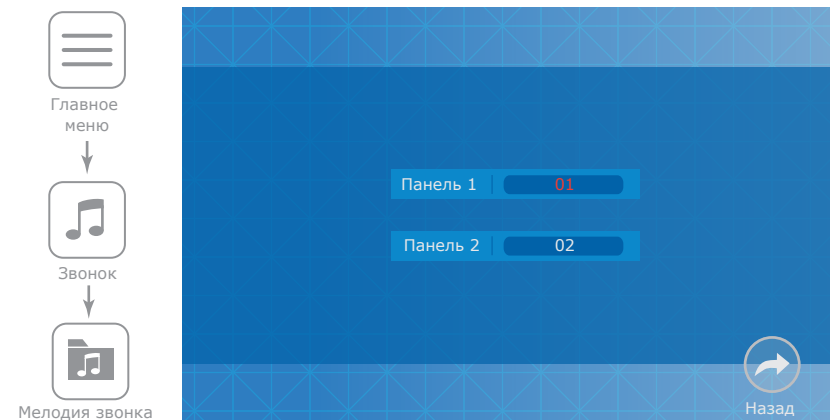 Главное
меню
Звонок
Мелодия звонка
Панель 1 01
Панель 2 02
Назад